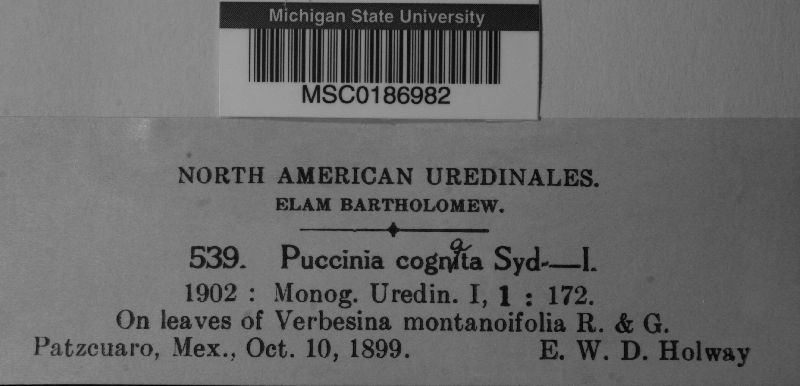 Michigan State University
MSC0186982
NORTH AMERICAN UREDINALES.
ELAM BARTHOLOMEW.
539. Puccinia cognata Syd-—I.
1902 : Monog. Uredin. I, 1 : 172.
On leaves of Verbesina montanoifolia R. & G.
Patzcuaro, Mex., Oct. 10, 1899. E. W. D. Holway